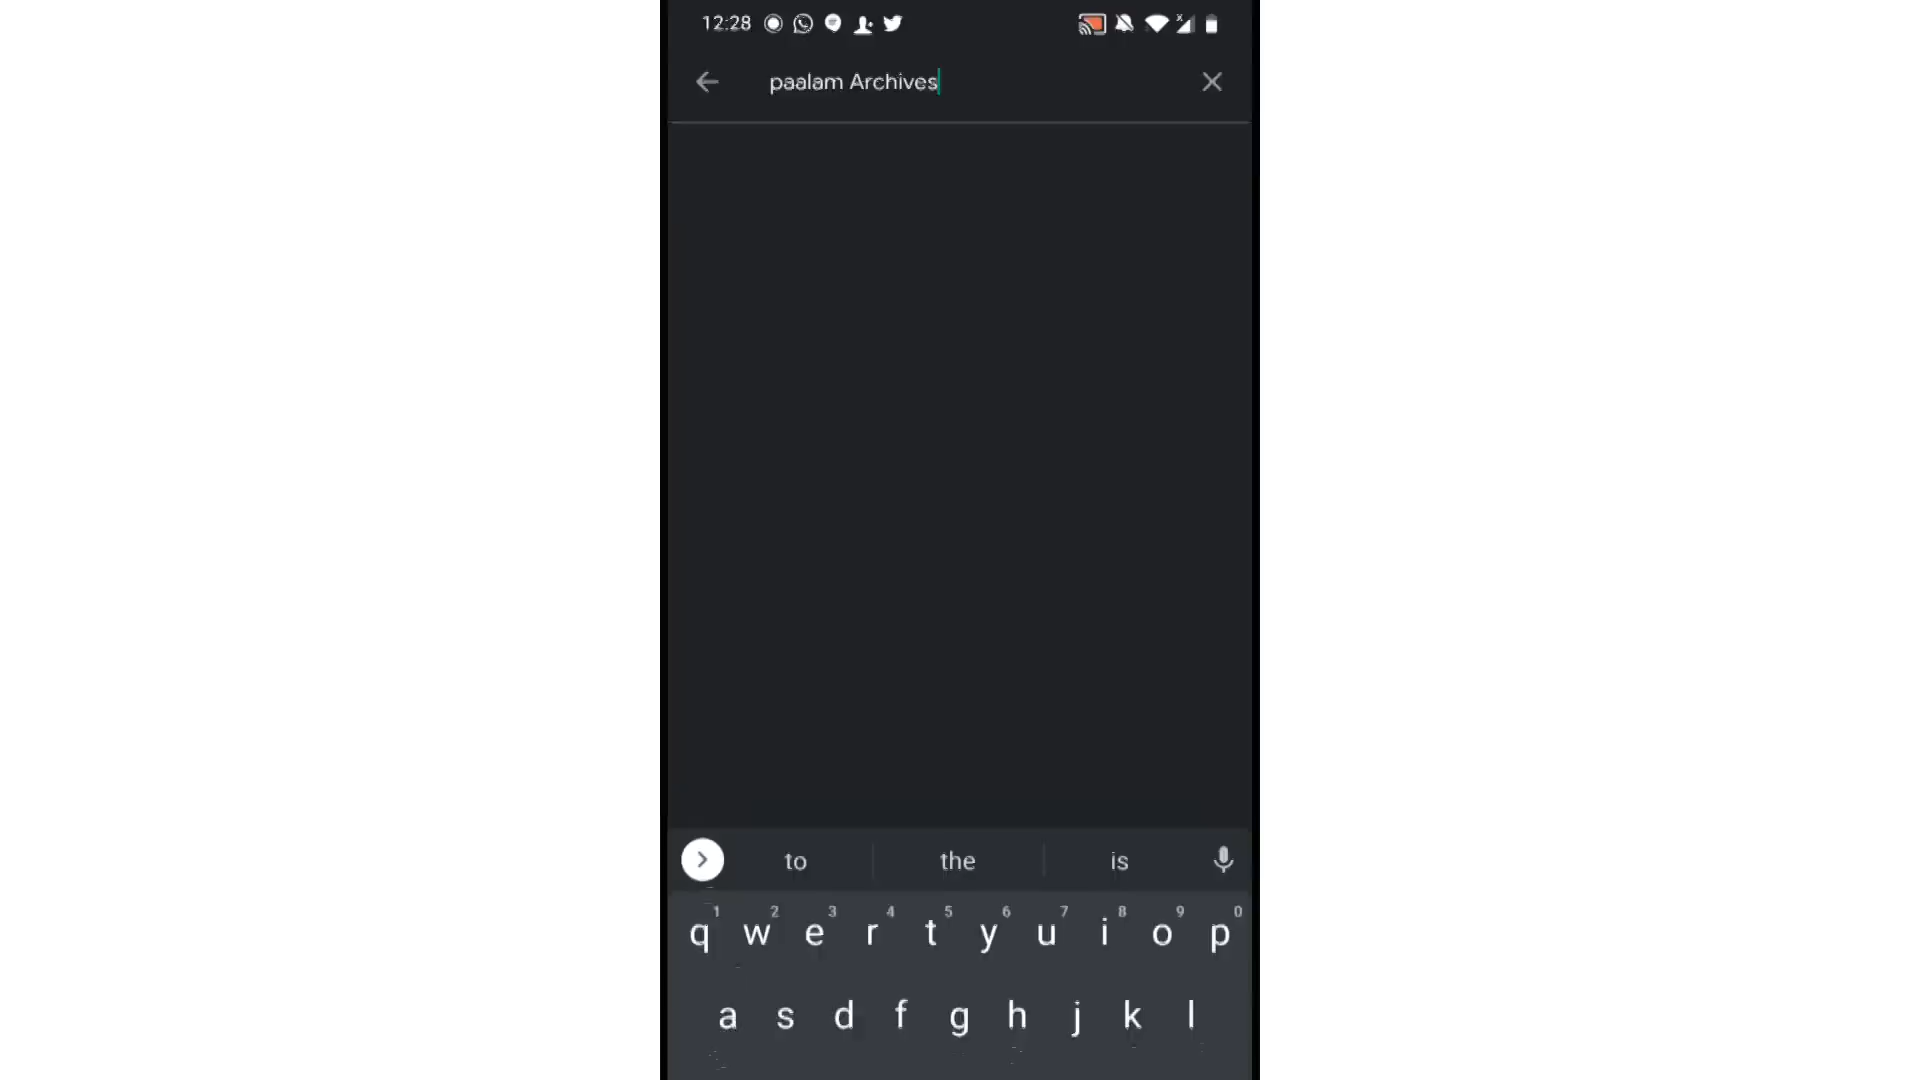 12:28
paalam Archives
to the is
1 2 3 4 5 6 7 8 9 0
q w e r t y u i o p
a s d f g h j k l